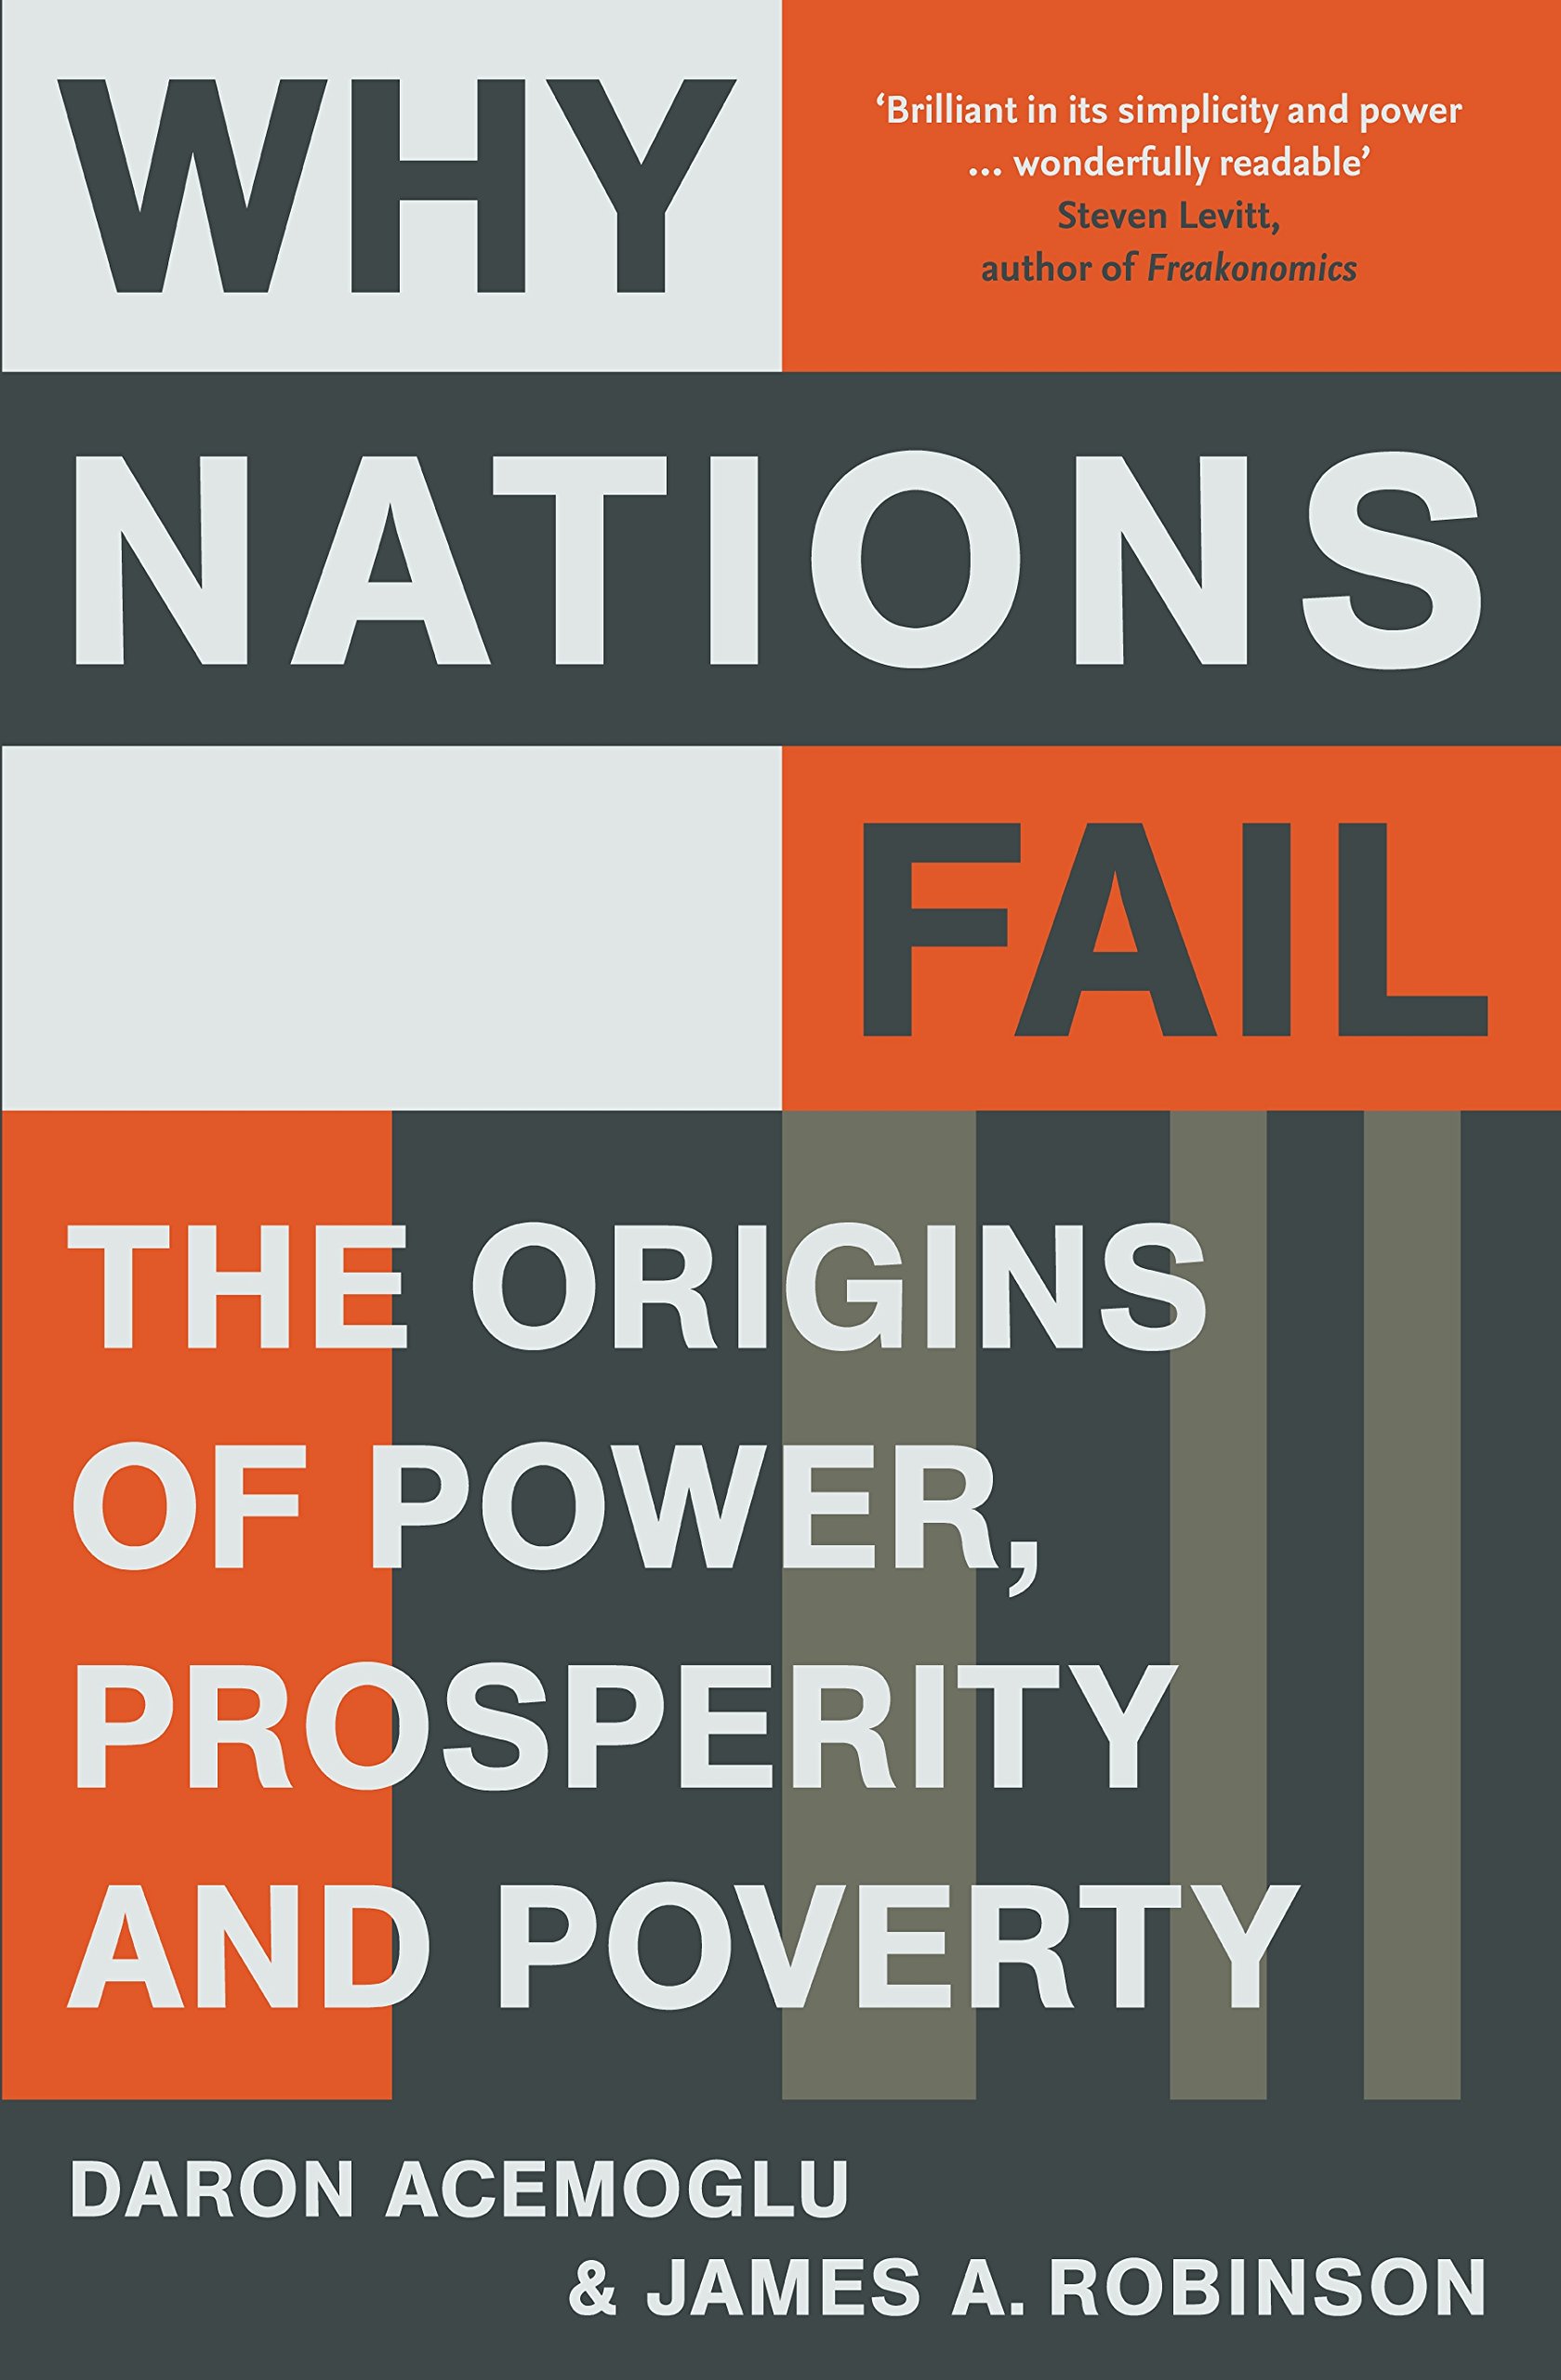 WHY
‘Brilliant in its simplicity and power
... wonderfully readable’
Steven Levitt,
author of Freakonomics
NATIONS
FAIL
THE ORIGINS
OF POWER,
PROSPERITY
AND POVERTY
DARON ACEMOGLU
& JAMES A. ROBINSON